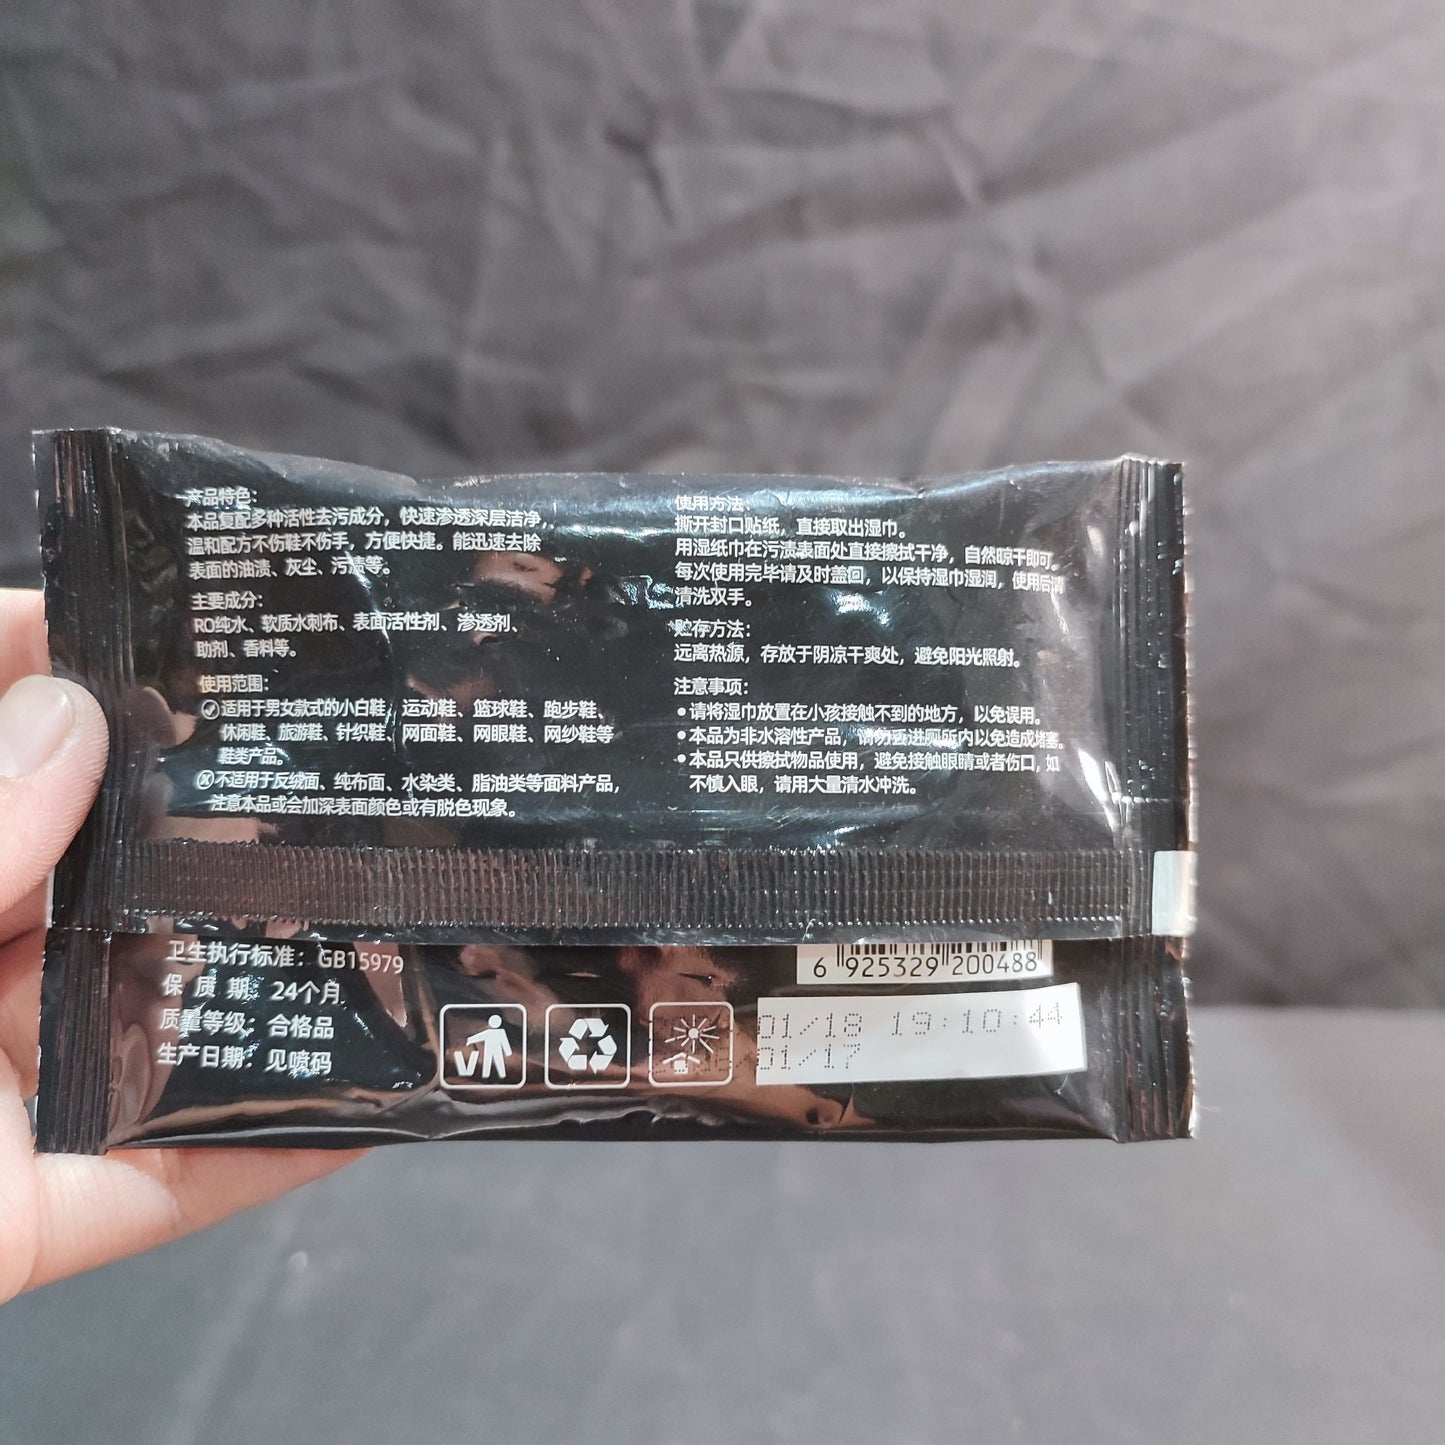 产品特色：
本品复配多种活性去污成分，快速渗透深层洁净，
温和配方不伤鞋不伤手，方便快捷。能迅速去除
表面的油渍、灰尘、污渍等。
主要成分：
RO纯水、软质水刺布、表面活性剂、渗透剂、
助剂、香料等。
使用范围：
适用于男女款式的小白鞋、运动鞋、篮球鞋、跑步鞋、
休闲鞋、旅游鞋、针织鞋、网面鞋、网眼鞋、网纱鞋等
鞋类产品。
不适用于反绒面、纯布面、水染类、脂油类等面料产品，
注意本品或会加深表面颜色或有脱色现象。
使用方法：
撕开封口贴纸，直接取出湿巾。
用湿纸巾在污渍表面处直接擦拭干净，自然晾干即可。
每次使用完毕请及时盖回，以保持湿巾湿润，使用后请
清洗双手。
贮存方法：
远离热源，存放于阴凉干爽处，避免阳光照射。
注意事项：
●请将湿巾放置在小孩接触不到的地方，以免误用。
●本品为非水溶性产品，请勿丢进厕所内以免造成堵塞。
●本品只供擦拭物品使用，避免接触眼睛或者伤口，如
不慎入眼，请用大量清水冲洗。
卫生执行标准：GB15979
保 质 期：24个月
质量等级：合格品
生产日期：见喷码
6 925329 200488
01/18 19:10:44
01/17